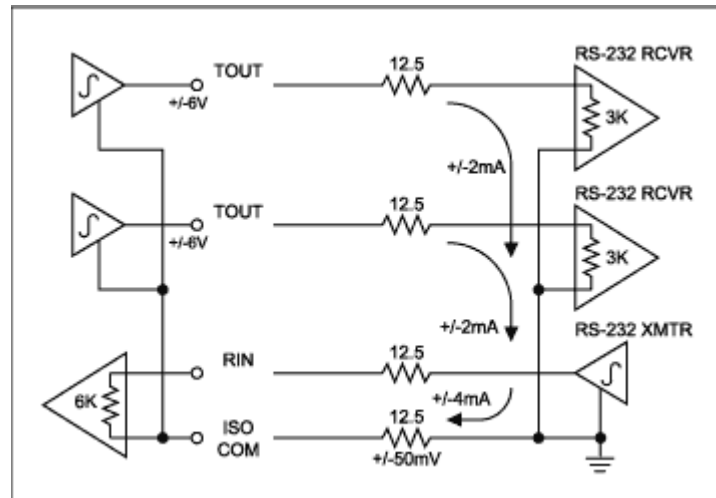 RS-232 RCVR
TOUT
+/-6V
12.5
3K
+/-2mA
RS-232 RCVR
TOUT
+/-6V
12.5
3K
+/-2mA
RS-232 XMTR
RIN
12.5
6K
+/-4mA
ISO
COM
12.5
+/-50mV